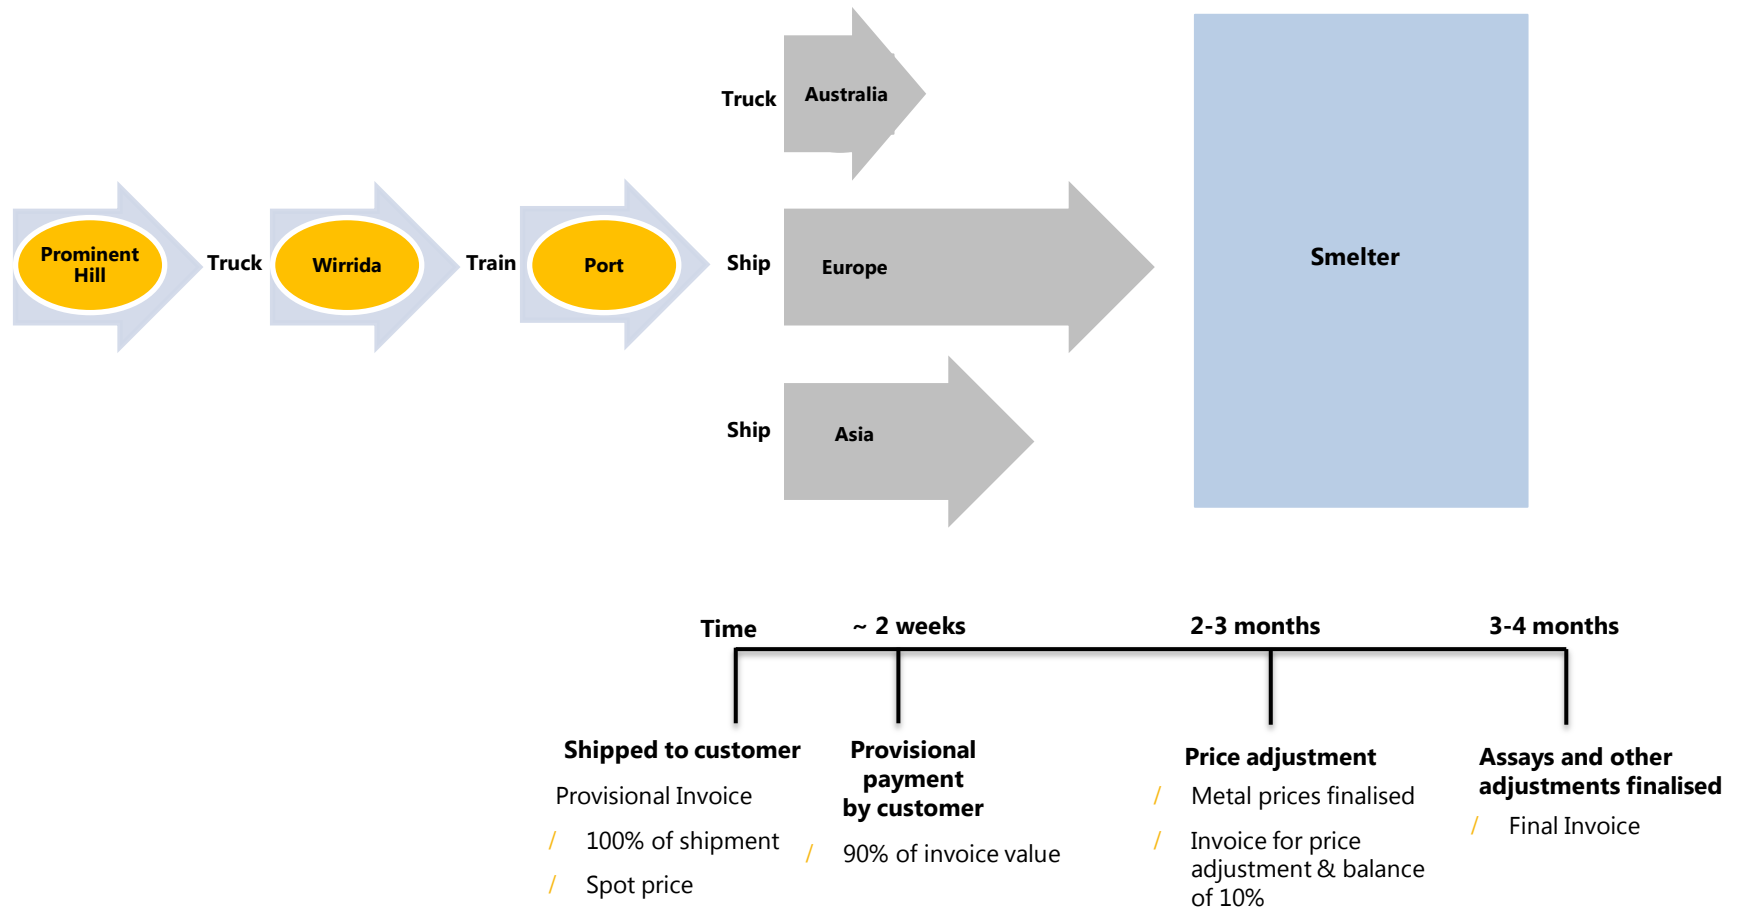 Truck
Australia
Prominent
Hill
Truck
Wirrida
Train
Port
Ship
Europe
Smelter
Ship
Asia
Time
~ 2 weeks
2-3 months
3-4 months
Shipped to customer
Provisional Invoice
/ 100% of shipment
/ Spot price
Provisional
payment
by customer
/ 90% of invoice value
Price adjustment
/ Metal prices finalised
/ Invoice for price
adjustment & balance
of 10%
Assays and other
adjustments finalised
/ Final Invoice